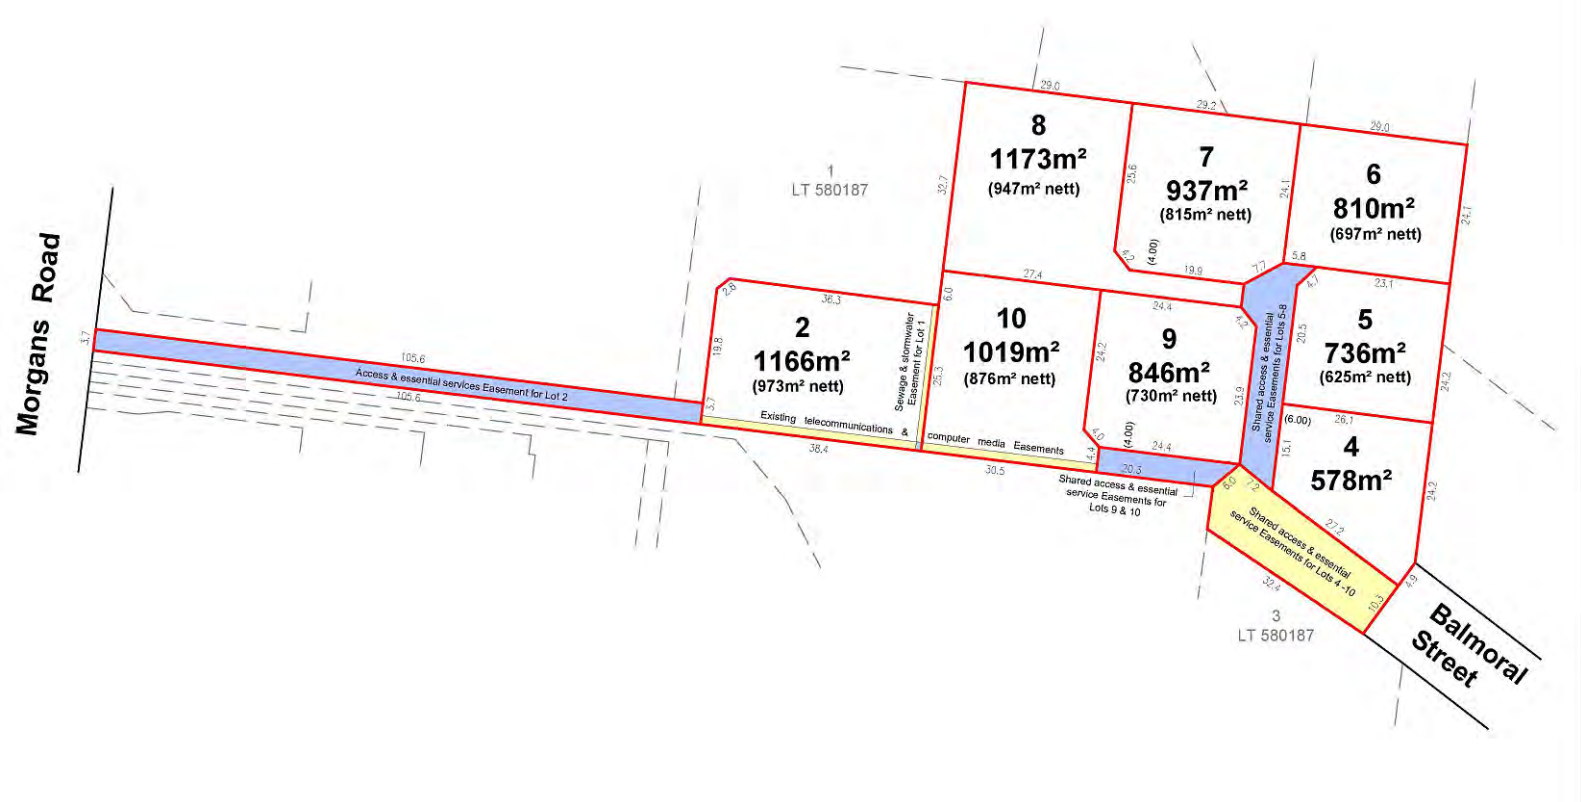 29.0
29.2
29.0
8
1173m²
(947m² nett)
32.7
7
937m²
(815m² nett)
25.6
24.1
6
810m²
(697m² nett)
24.1
1
LT 580187
4.2
(4.00)
19.9
7.7
5.8
4.7
23.1
27.4
6.0
24.4
4.2
Morgans Road
3.7
105.6
Access & essential services Easement for Lot 2
105.6
2.8
36.3
19.8
2
1166m²
(973m² nett)
3.7
Sewage & stormwater
Easement for Lot 1
25.3
Existing telecommunications &
computer media Easements
38.4
30.5
10
1019m²
(876m² nett)
24.2
9
846m²
(730m² nett)
23.9
4.0
(4.00)
4.4
24.4
20.3
Shared access & essential
service Easements for Lots 5-8
20.5
5
736m²
(625m² nett)
24.2
(6.00)
26.1
15.1
4
578m²
24.2
Shared access & essential
service Easements for
Lots 9 & 10
6.0
7.2
27.2
Shared access & essential
service Easements for Lots 4 -10
32.4
10.3
4.9
3
LT 580187
Balmoral
Street